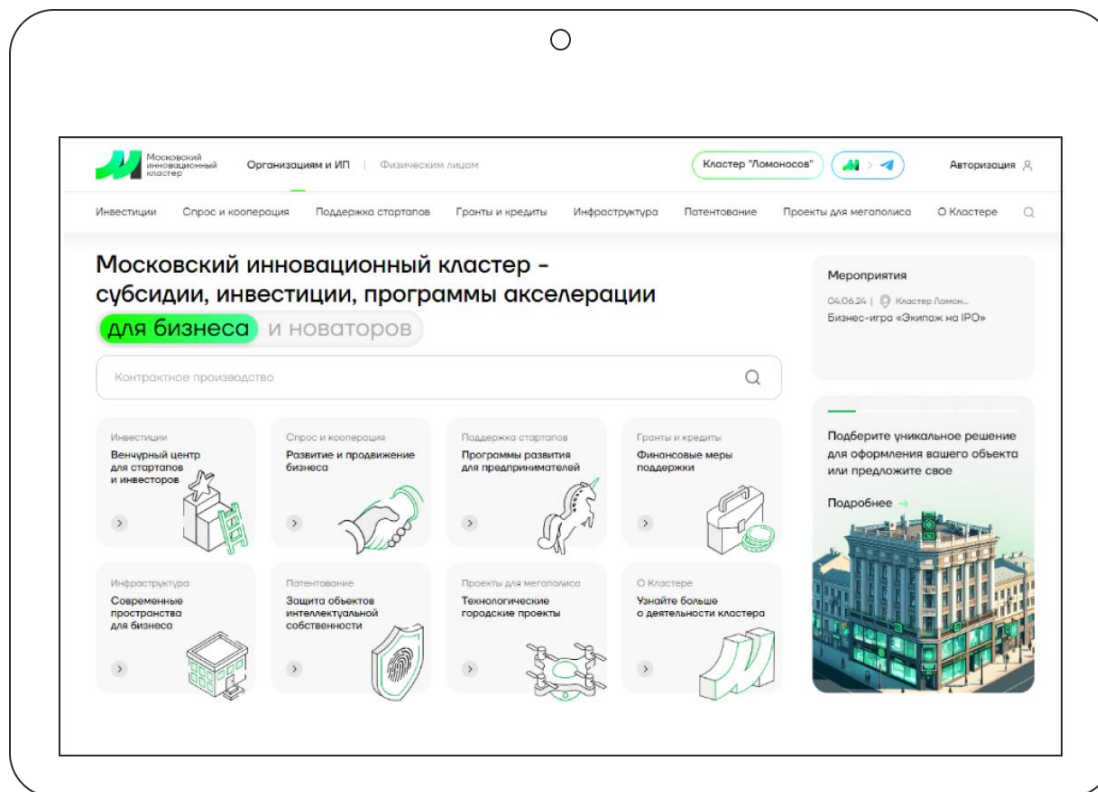 Московский
инновационный
кластер
Организациям и ИП | Физическим лицам
Кластер "Ломоносов"
Авторизация
Инвестиции Спрос и кооперация Поддержка стартапов Гранты и кредиты Инфраструктура Патентование Проекты для мегаполиса О Кластере
Московский инновационный кластер –
субсидии, инвестиции, программы акселерации
для бизнеса и новаторов
Контрактное производство
Мероприятия
04.06.24 | Кластер Ломон...
Бизнес-игра «Экипаж на IPO»
Инвестиции
Венчурный центр
для стартапов
и инвесторов
Спрос и кооперация
Развитие и продвижение
бизнеса
Поддержка стартапов
Программы развития
для предпринимателей
Гранты и кредиты
Финансовые меры
поддержки
Подберите уникальное решение
для оформления вашего объекта
или предложите свое
Подробнее →
Инфраструктура
Современные
пространства
для бизнеса
Патентование
Защита объектов
интеллектуальной
собственности
Проекты для мегаполиса
Технологические
городские проекты
О Кластере
Узнайте больше
о деятельности кластера